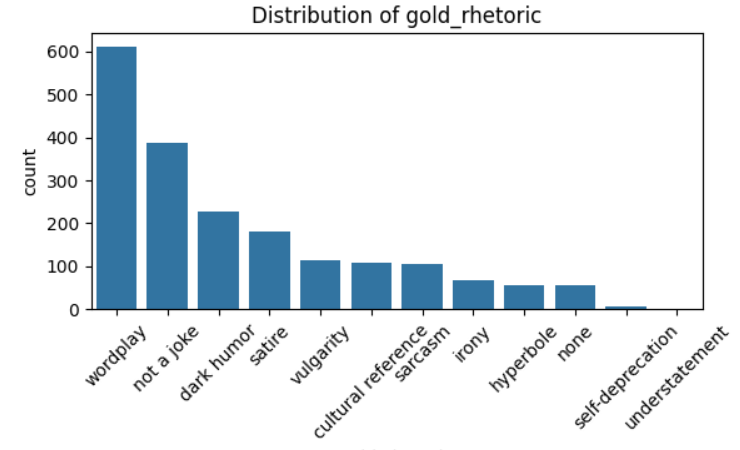 Distribution of gold_rhetoric
count
600
500
400
300
200
100
0
wordplay
not a joke
dark humor
satire
vulgarity
cultural reference
sarcasm
irony
hyperbole
none
self-deprecation
understatement